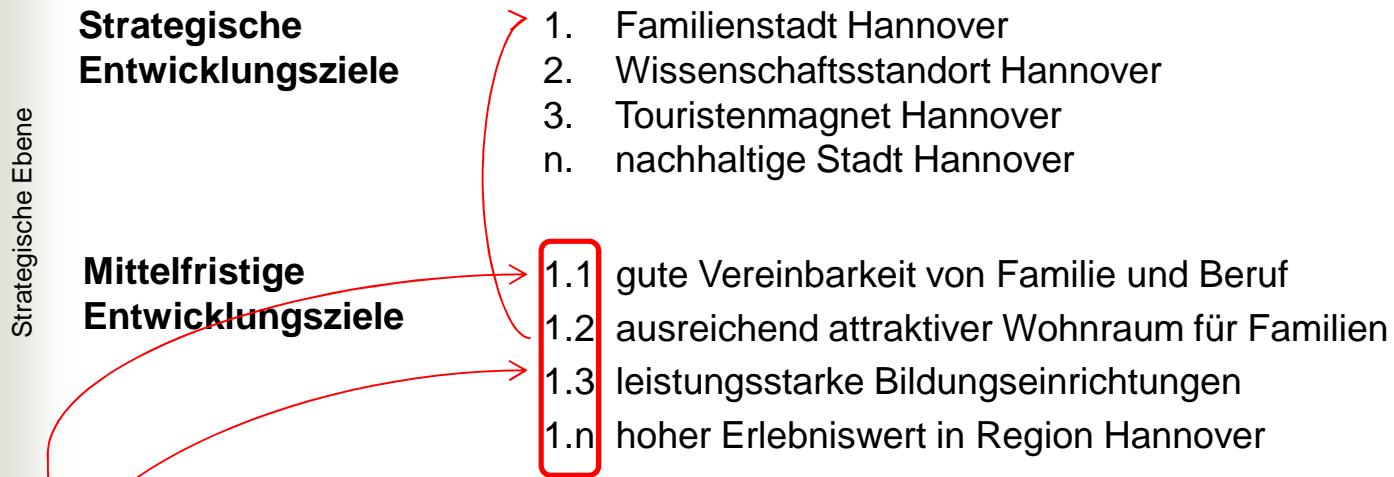 Strategische Ebene
Strategische
Entwicklungsziele
1. Familienstadt Hannover
2. Wissenschaftsstandort Hannover
3. Touristenmagnet Hannover
n. nachhaltige Stadt Hannover
Mittelfristige
Entwicklungsziele
1.1 gute Vereinbarkeit von Familie und Beruf
1.2 ausreichend attraktiver Wohnraum für Familien
1.3 leistungsstarke Bildungseinrichtungen
1.n hoher Erlebniswert in Region Hannover